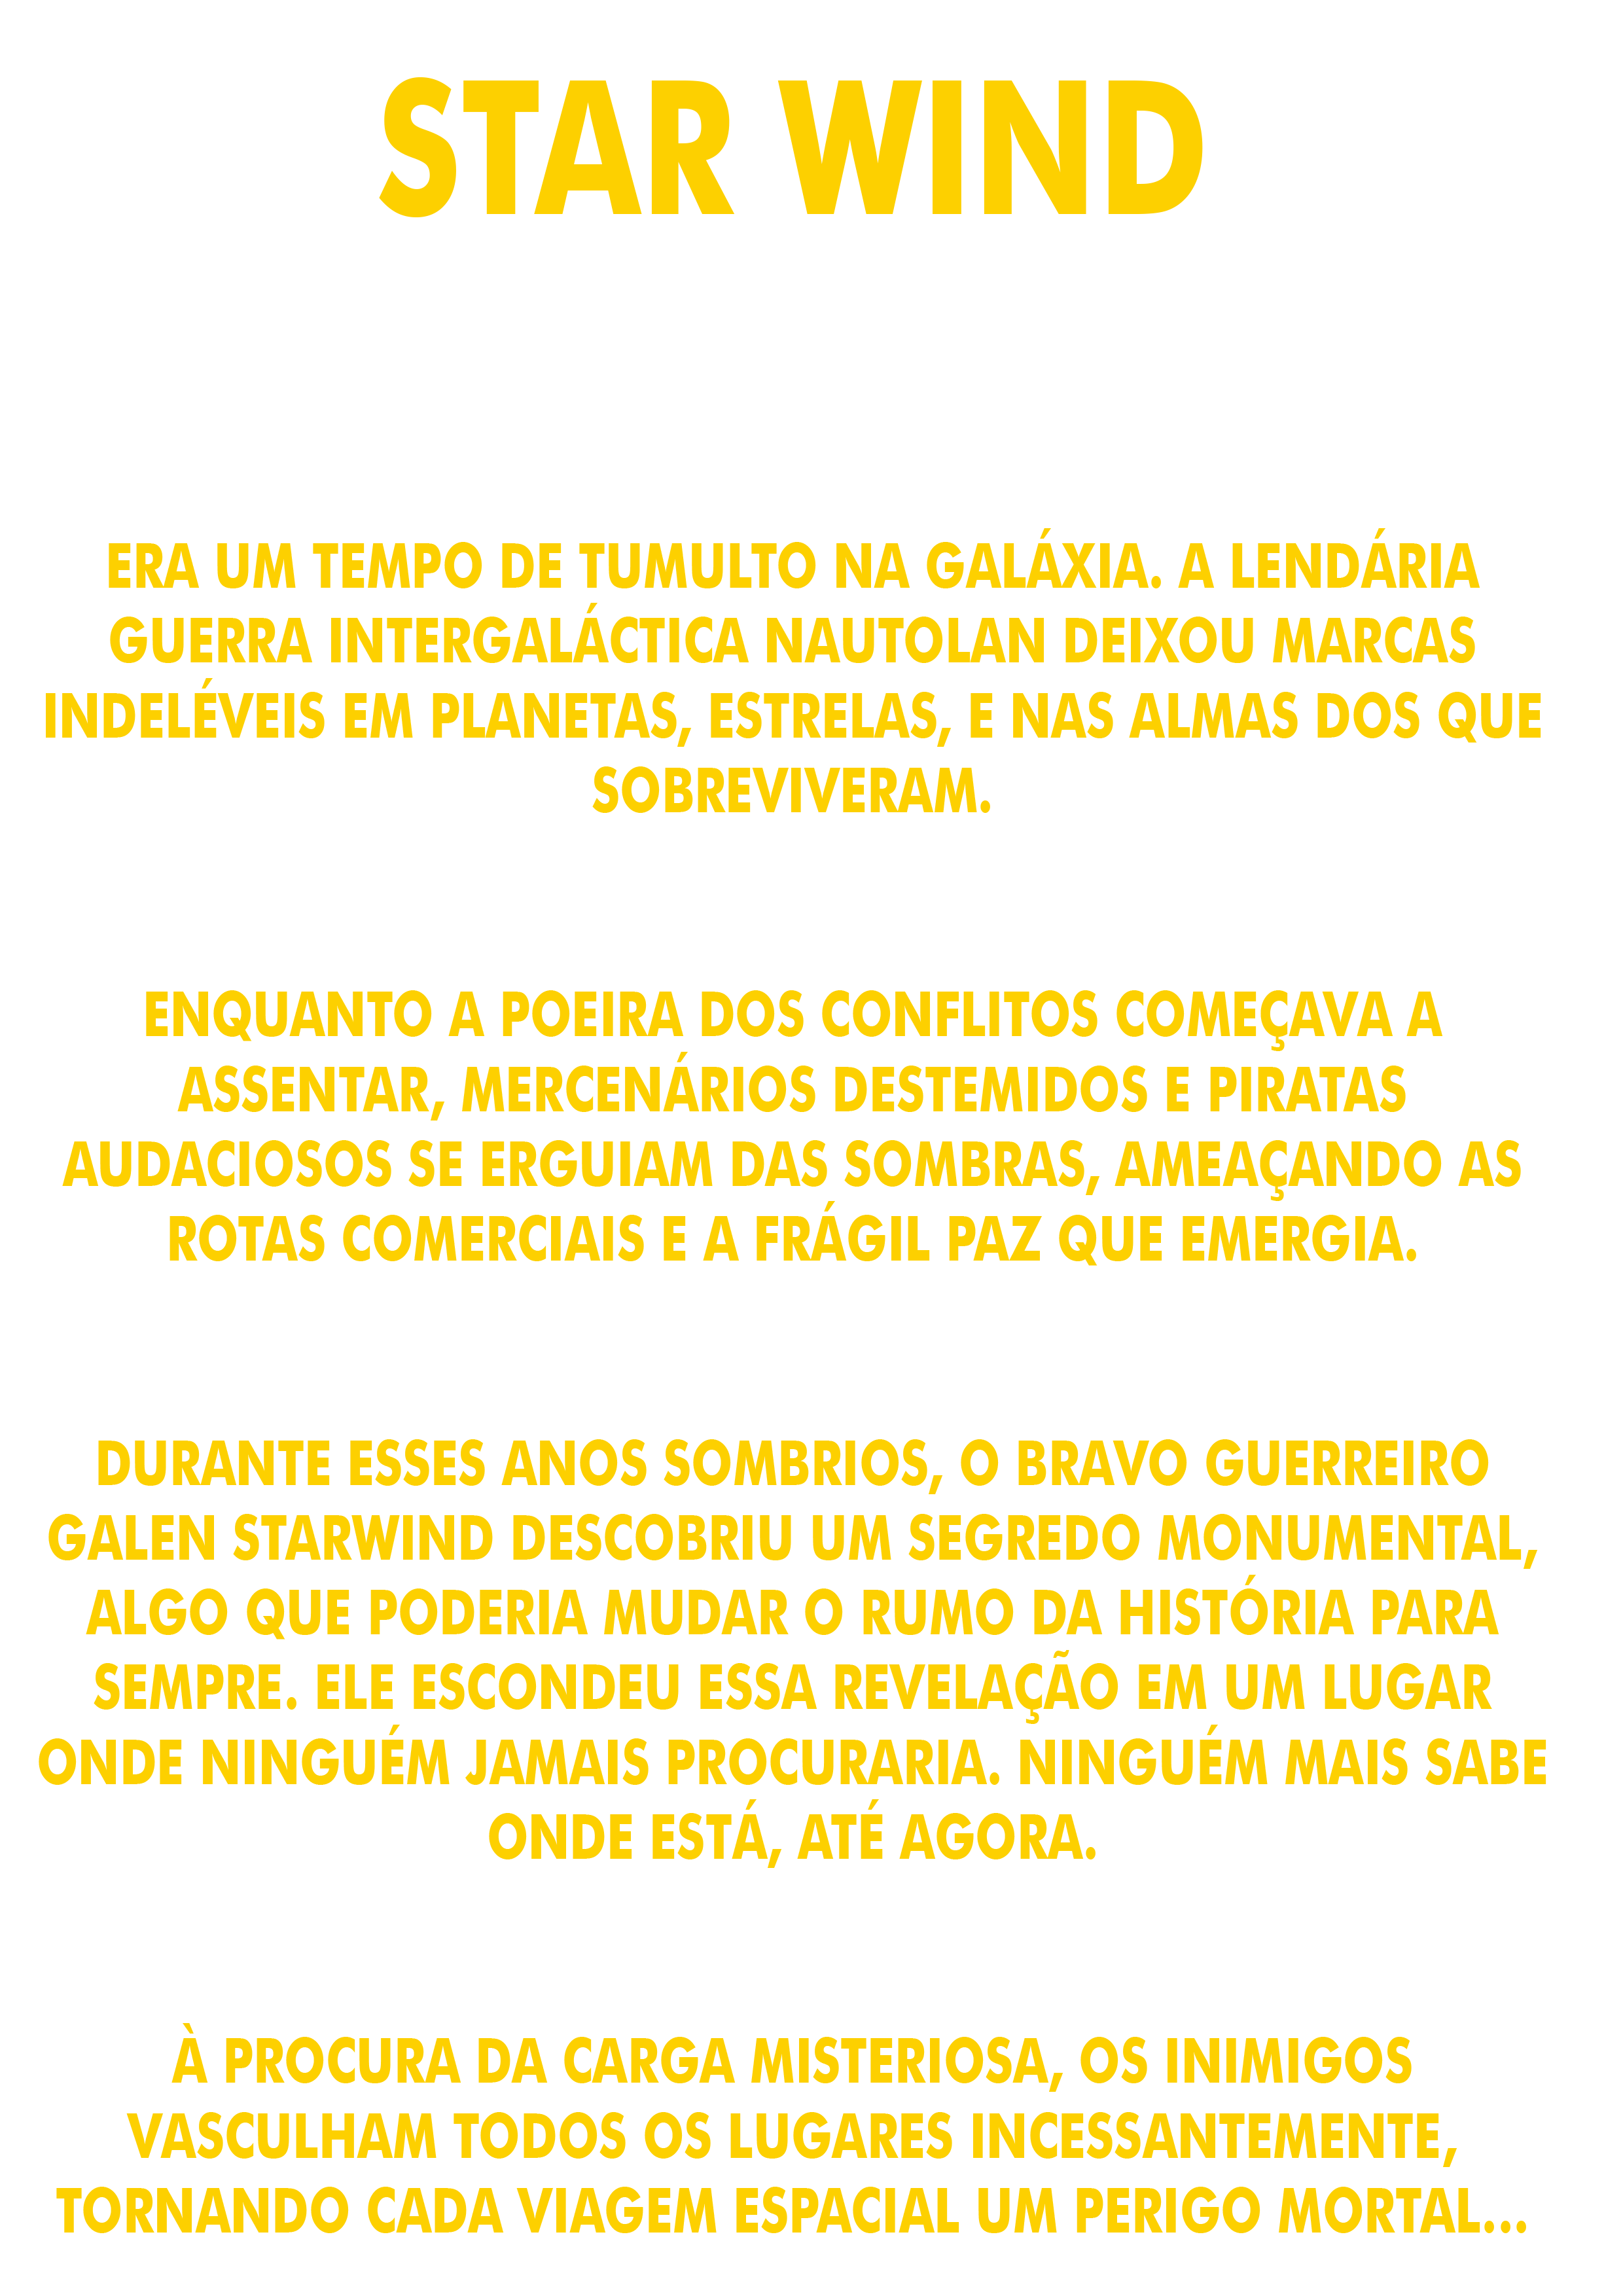 STAR WIND
ERA UM TEMPO DE TUMULTO NA GALÁXIA. A LENDÁRIA
GUERRA INTERGALÁCTICA NAUTOLAN DEIXOU MARCAS
INDELÉVEIS EM PLANETAS, ESTRELAS, E NAS ALMAS DOS QUE
SOBREVIVERAM.
ENQUANTO A POEIRA DOS CONFLITOS COMEÇAVA A
ASSENTAR, MERCENÁRIOS DESTEMIDOS E PIRATAS
AUDACIOSOS SE ERGUIAM DAS SOMBRAS, AMEAÇANDO AS
ROTAS COMERCIAIS E A FRÁGIL PAZ QUE EMERGIA.
DURANTE ESSES ANOS SOMBRIOS, O BRAVO GUERREIRO
GALEN STARWIND DESCOBRIU UM SEGREDO MONUMENTAL,
ALGO QUE PODERIA MUDAR O RUMO DA HISTÓRIA PARA
SEMPRE. ELE ESCONDEU ESSA REVELAÇÃO EM UM LUGAR
ONDE NINGUÉM JAMAIS PROCURARIA. NINGUÉM MAIS SABE
ONDE ESTÁ, ATÉ AGORA.
À PROCURA DA CARGA MISTERIOSA, OS INIMIGOS
VASCULHAM TODOS OS LUGARES INCESSANTEMENTE,
TORNANDO CADA VIAGEM ESPACIAL UM PERIGO MORTAL...